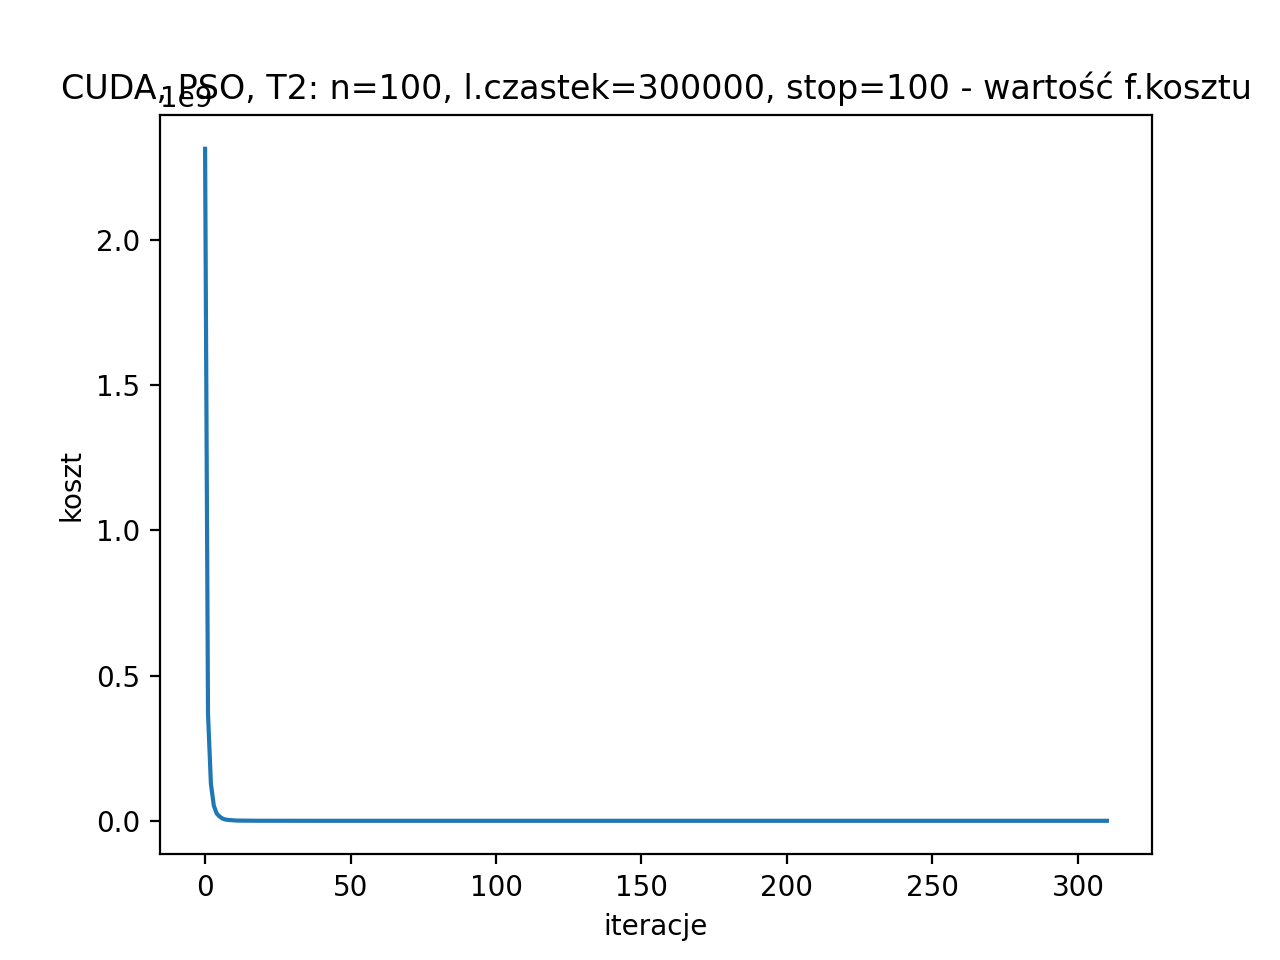 CUDA, PSO, T2: n=100, l.czastek=300000, stop=100 - wartość f.kosztu
1e9
2.0
1.5
1.0
0.5
0.0
koszt
0 50 100 150 200 250 300
iteracje